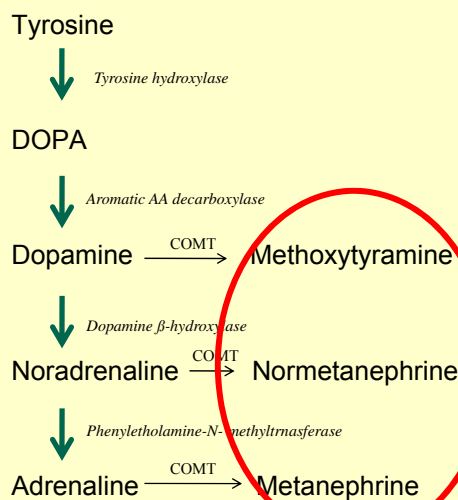 Tyrosine
Tyrosine hydroxylase
DOPA
Aromatic AA decarboxylase
Dopamine COMT Methoxytyramine
Dopamine β-hydroxylase
Noradrenaline COMT Normetanephrine
Phenyletholamine-N- methyltrnasferase
Adrenaline COMT Metanephrine